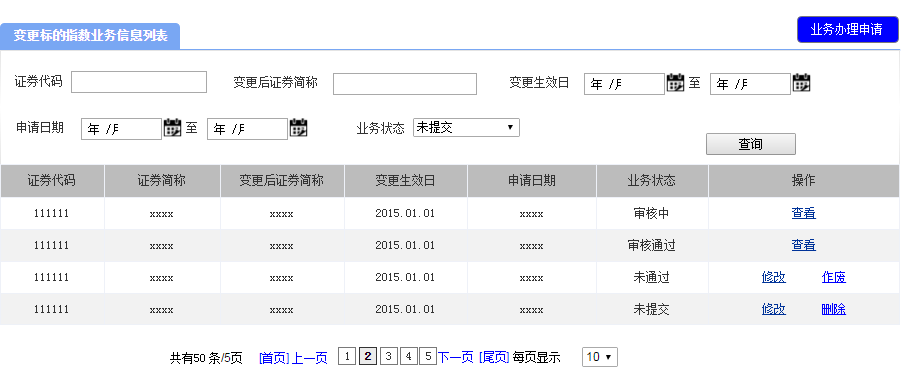 变更标的指数业务信息列表
业务办理申请
证券代码 变更后证券简称 变更生效日 年 /月 至 年 /月
申请日期 年 /月 至 年 /月 业务状态 未提交
查询
证券代码 证券简称 变更后证券简称 变更生效日 申请日期 业务状态 操作
111111 xxxx xxxx 2015.01.01 xxxx 审核中 查看
111111 xxxx xxxx 2015.01.01 xxxx 审核通过 查看
111111 xxxx xxxx 2015.01.01 xxxx 未通过 修改 作废
111111 xxxx xxxx 2015.01.01 xxxx 未提交 修改 删除
共有50 条/5页 [首页] 上一页 1 2 3 4 5 下一页 [尾页] 每页显示 10